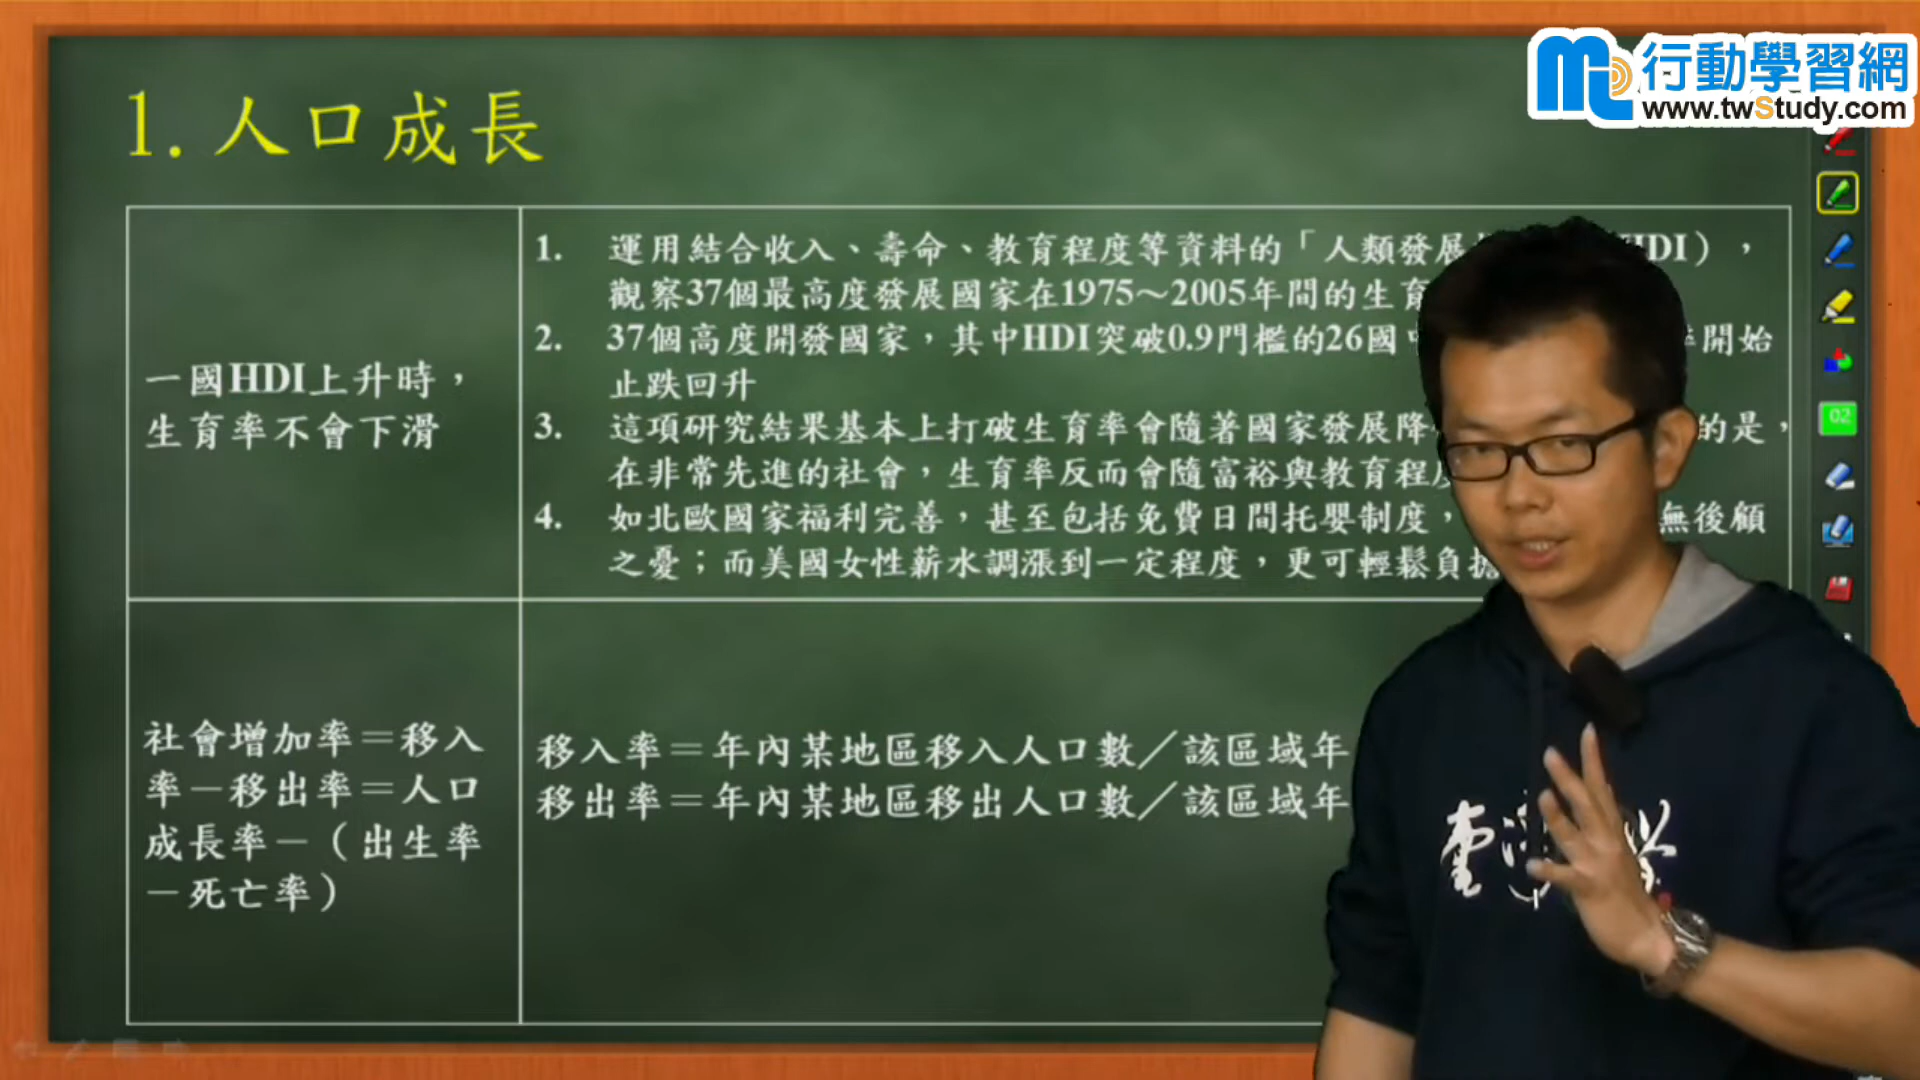 行動學習網
www.twStudy.com
1.人口成長
一國HDI上升時，
生育率不會下滑
1. 運用結合收入、壽命、教育程度等資料的「人類發展 HDI），
觀察37個最高度發展國家在1975～2005年間的生育
2. 37個高度開發國家，其中HDI突破0.9門檻的26國中 開始
止跌回升
3. 這項研究結果基本上打破生育率會隨著國家發展降 的是，
在非常先進的社會，生育率反而會隨富裕與教育程度
4. 如北歐國家福利完善，甚至包括免費日間托嬰制度， 無後顧
之憂；而美國女性薪水調漲到一定程度，更可輕鬆負擔
社會增加率＝移入
率－移出率＝人口
成長率－（出生率
－死亡率）
移入率＝年內某地區移入人口數／該區域年
移出率＝年內某地區移出人口數／該區域年
02
臺灣 學